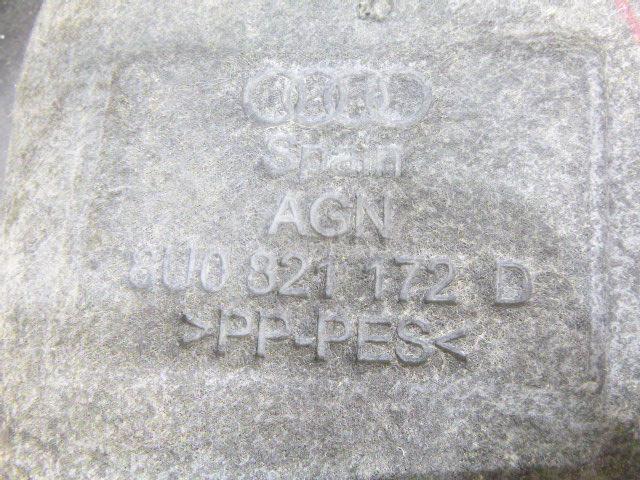 Spain
AGN
8U0 821 172 D
>PP-PES<